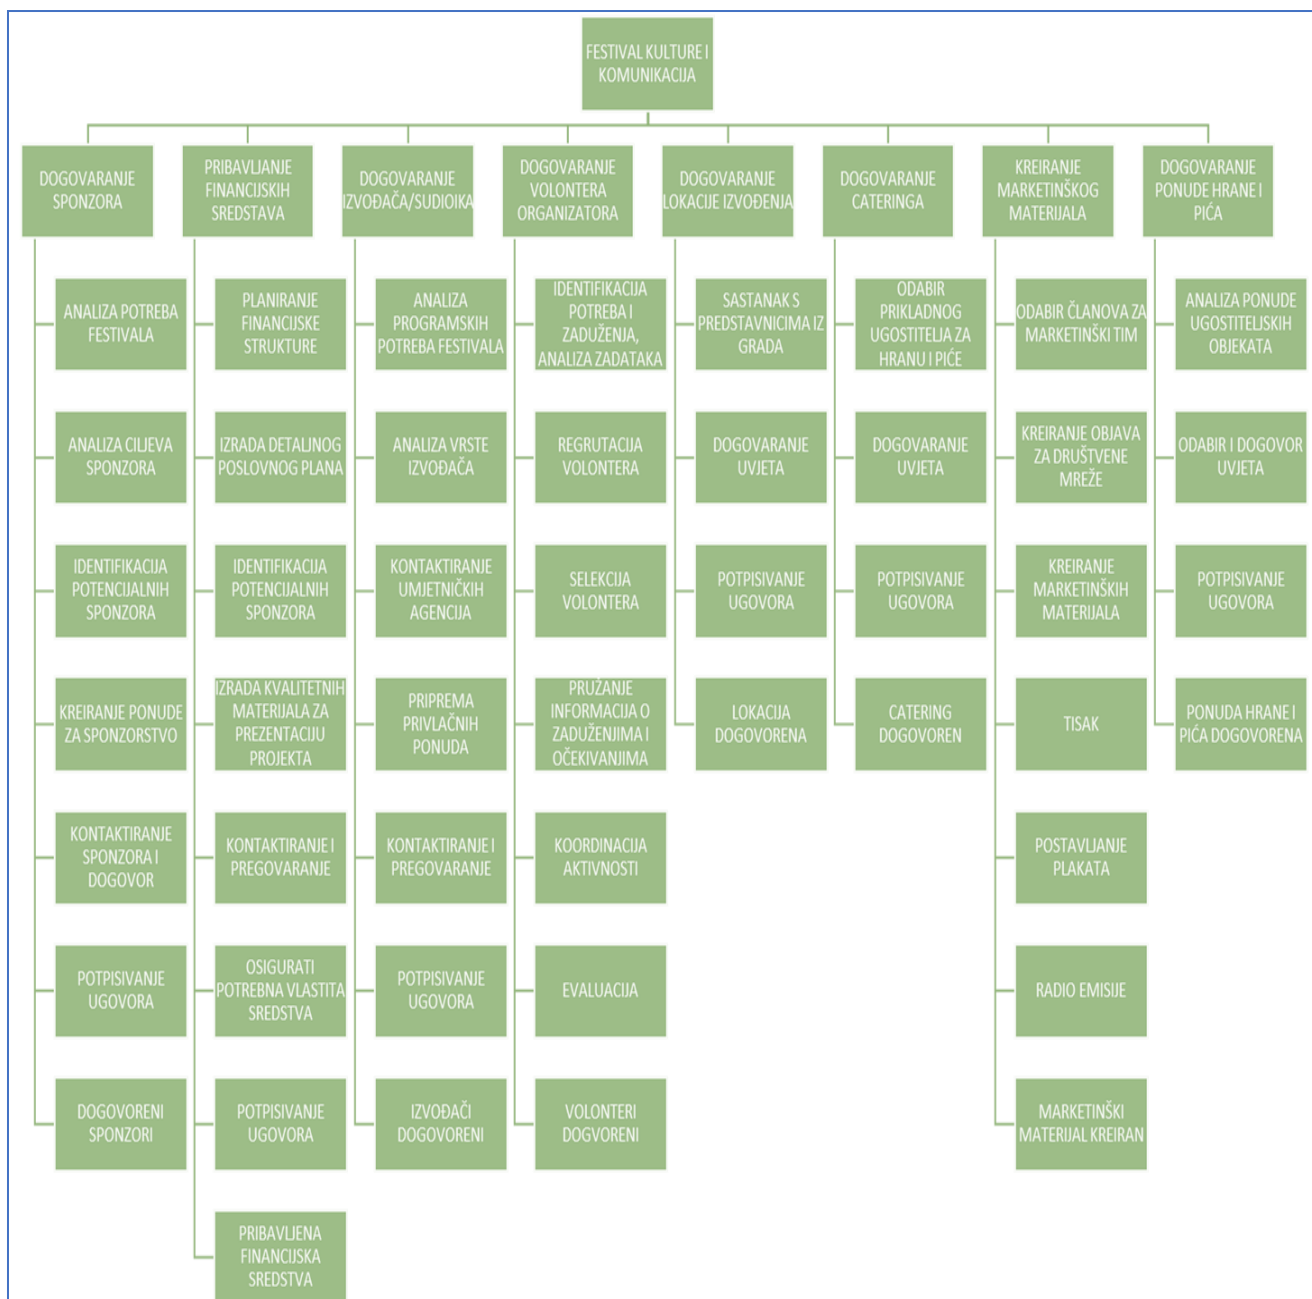 FESTIVAL KULTURE I
KOMUNIKACIJA
DOGOVARANJE
SPONZORA
ANALIZA POTREBA
FESTIVALA
ANALIZA CILJEVA
SPONZORA
IDENTIFIKACIJA
POTENCIJALNIH
SPONZORA
KREIRANJE PONUDE
ZA SPONZORSTVO
KONTAKTIRANJE
SPONZORA I
DOGOVOR
POTPISIVANJE
UGOVORA
DOGOVORENI
SPONZORI
PRIBAVLJANJE
FINANCIJSKIH
SREDSTAVA
PLANIRANJE
FINANCIJSKE
STRUKTURE
IZRADA DETALJNOG
POSLOVNOG PLANA
IDENTIFIKACIJA
POTENCIJALNIH
SPONZORA
IZRADA KVALITETNIH
MATERIJALA ZA
PREZENTACIJU
PROJEKTA
KONTAKTIRANJE I
PREGOVARANJE
OSIGURATI
POTREBNA VLASTITA
SREDSTVA
POTPISIVANJE
UGOVORA
PRIBAVLJENA
FINANCIJSKA
SREDSTVA
DOGOVARANJE
IZVOĐAČA/SUDIOIKA
ANALIZA
PROGRAMSKIH
POTREBA FESTIVALA
ANALIZA VRSTE
IZVOĐAČA
KONTAKTIRANJE
UMJETNIČKIH
AGENCIJA
PRIPREMA
PRIVLAČNIH
PONUDA
KONTAKTIRANJE I
PREGOVARANJE
POTPISIVANJE
UGOVORA
IZVOĐAČI
DOGOVORENI
DOGOVARANJE
VOLONTERA
ORGANIZATORA
IDENTIFIKACIJA
POTREBA I
ZADUŽENJA,
ANALIZA ZADATAKA
REGRUTACIJA
VOLONTERA
SELEKCIJA
VOLONTERA
PRUŽANJE
INFORMACIJA O
ZADUŽENJIMA I
OČEKIVANJIMA
KOORDINACIJA
AKTIVNOSTI
EVALUACIJA
VOLONTERI
DOGVORENI
DOGOVARANJE
LOKACIJE IZVOĐENJA
SASTANAK S
PREDSTAVNICIMA IZ
GRADA
DOGOVARANJE
UVJETA
POTPISIVANJE
UGOVORA
LOKACIJA
DOGOVORENA
DOGOVARANJE
CATERINGA
ODABIR
PRIKLADNOG
UGOSTITELJA ZA
HRANU I PIĆE
DOGOVARANJE
UVJETA
POTPISIVANJE
UGOVORA
CATERING
DOGOVOREN
KREIRANJE
MARKETINŠKOG
MATERIJALA
ODABIR ČLANOVA ZA
MARKETINŠKI TIM
KREIRANJE OBJAVA
ZA DRUŠTVENE
MREŽE
KREIRANJE
MARKETINŠKIH
MATERIJALA
TISAK
POSTAVLJANJE
PLAKATA
RADIO EMISIJE
MARKETINŠKI
MATERIJAL KREIRAN
DOGOVARANJE
PONUDE HRANE I
PIĆA
ANALIZA PONUDE
UGOSTITELJSKIH
OBJEKATA
ODABIR I DOGOVOR
UVJETA
POTPISIVANJE
UGOVORA
PONUDA HRANE I
PIĆA DOGOVORENA